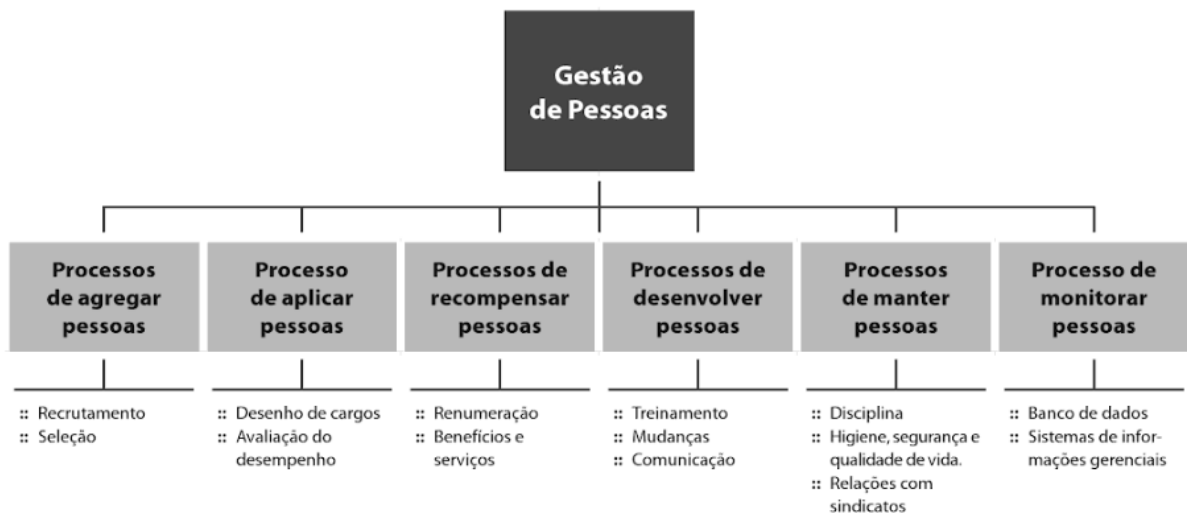 Gestão
de Pessoas
Processos
de agregar
pessoas
Processo
de aplicar
pessoas
Processos de
recompensar
pessoas
Processos de
desenvolver
pessoas
Processos
de manter
pessoas
Processo de
monitorar
pessoas
:: Recrutamento
:: Seleção
:: Desenho de cargos
:: Avaliação do
desempenho
:: Renumeração
:: Benefícios e
serviços
:: Treinamento
:: Mudanças
:: Comunicação
:: Disciplina
:: Higiene, segurança e
qualidade de vida.
:: Relações com
sindicatos
:: Banco de dados
:: Sistemas de infor-
mações gerenciais